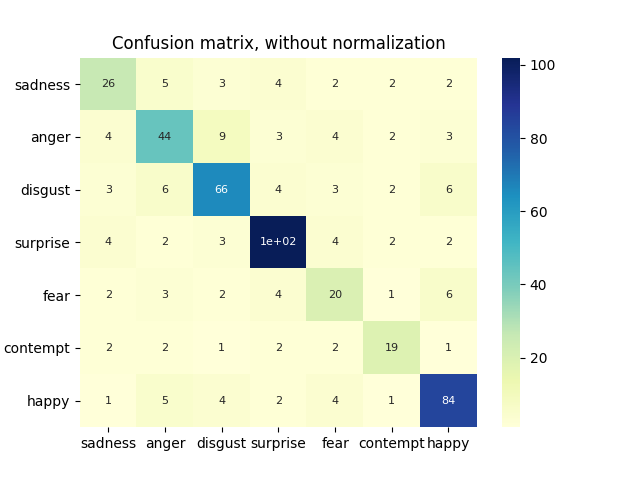 Confusion matrix, without normalization
sadness 26 5 3 4 2 2 2
anger 4 44 9 3 4 2 3
disgust 3 6 66 4 3 2 6
surprise 4 2 3 1e+02 4 2 2
fear 2 3 2 4 20 1 6
contempt 2 2 1 2 2 19 1
happy 1 5 4 2 4 1 84
sadness anger disgust surprise fear contempt happy
100
80
60
40
20